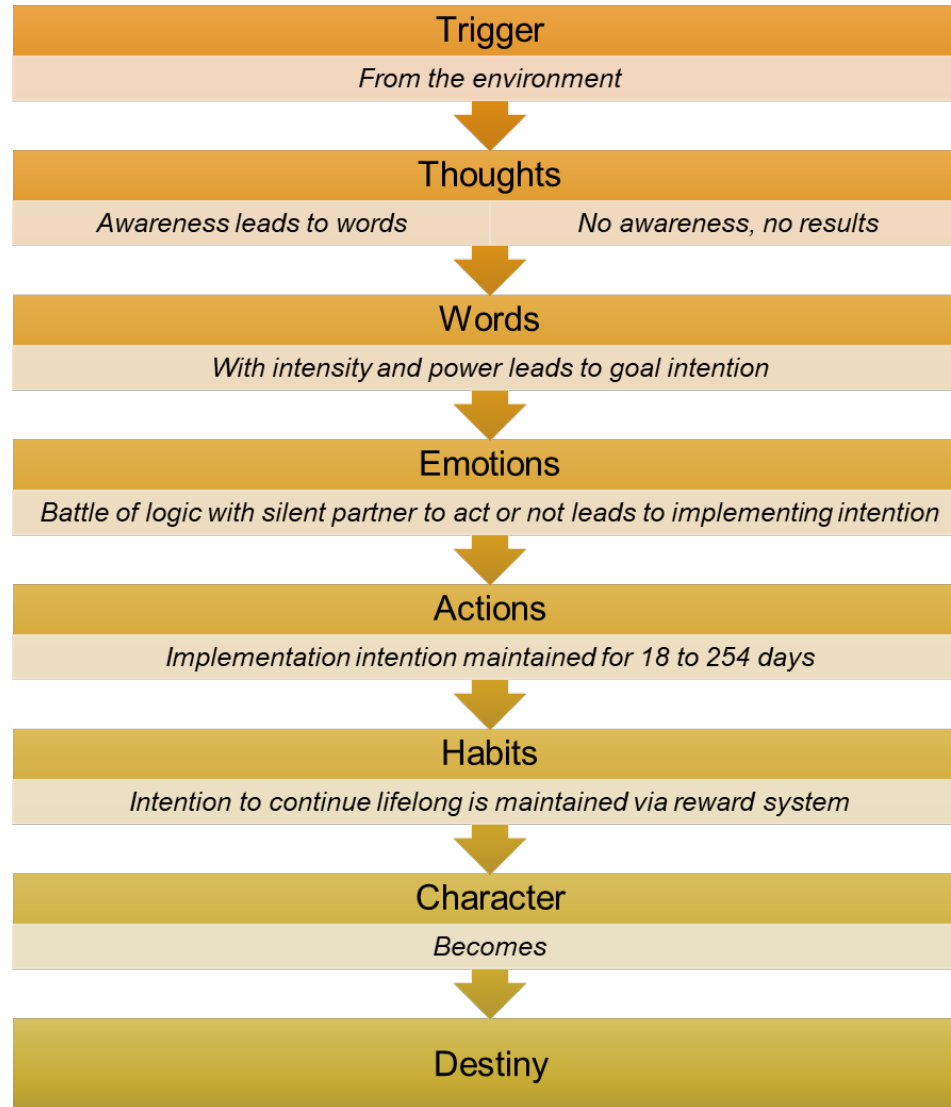 Trigger
From the environment
Thoughts
Awareness leads to words
No awareness, no results
Words
With intensity and power leads to goal intention
Emotions
Battle of logic with silent partner to act or not leads to implementing intention
Actions
Implementation intention maintained for 18 to 254 days
Habits
Intention to continue lifelong is maintained via reward system
Character
Becomes
Destiny